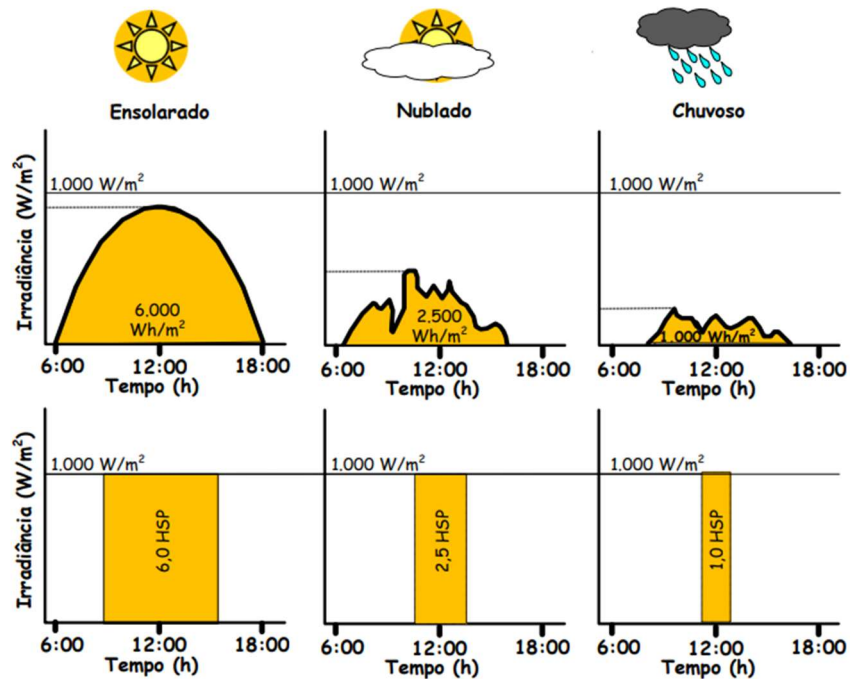 Ensolarado
Nublado
Chuvoso
Irradiância (W/m²)
1.000 W/m²
6.000
Wh/m²
6:00
12:00
18:00
Tempo (h)
1.000 W/m²
2.500
Wh/m²
6:00
12:00
18:00
Tempo (h)
1.000 W/m²
1.000 Wh/m²
6:00
12:00
18:00
Tempo (h)
Irradiância (W/m²)
1.000 W/m²
6,0 HSP
6:00
12:00
18:00
Tempo (h)
1.000 W/m²
2,5 HSP
6:00
12:00
18:00
Tempo (h)
1.000 W/m²
1,0 HSP
6:00
12:00
18:00
Tempo (h)